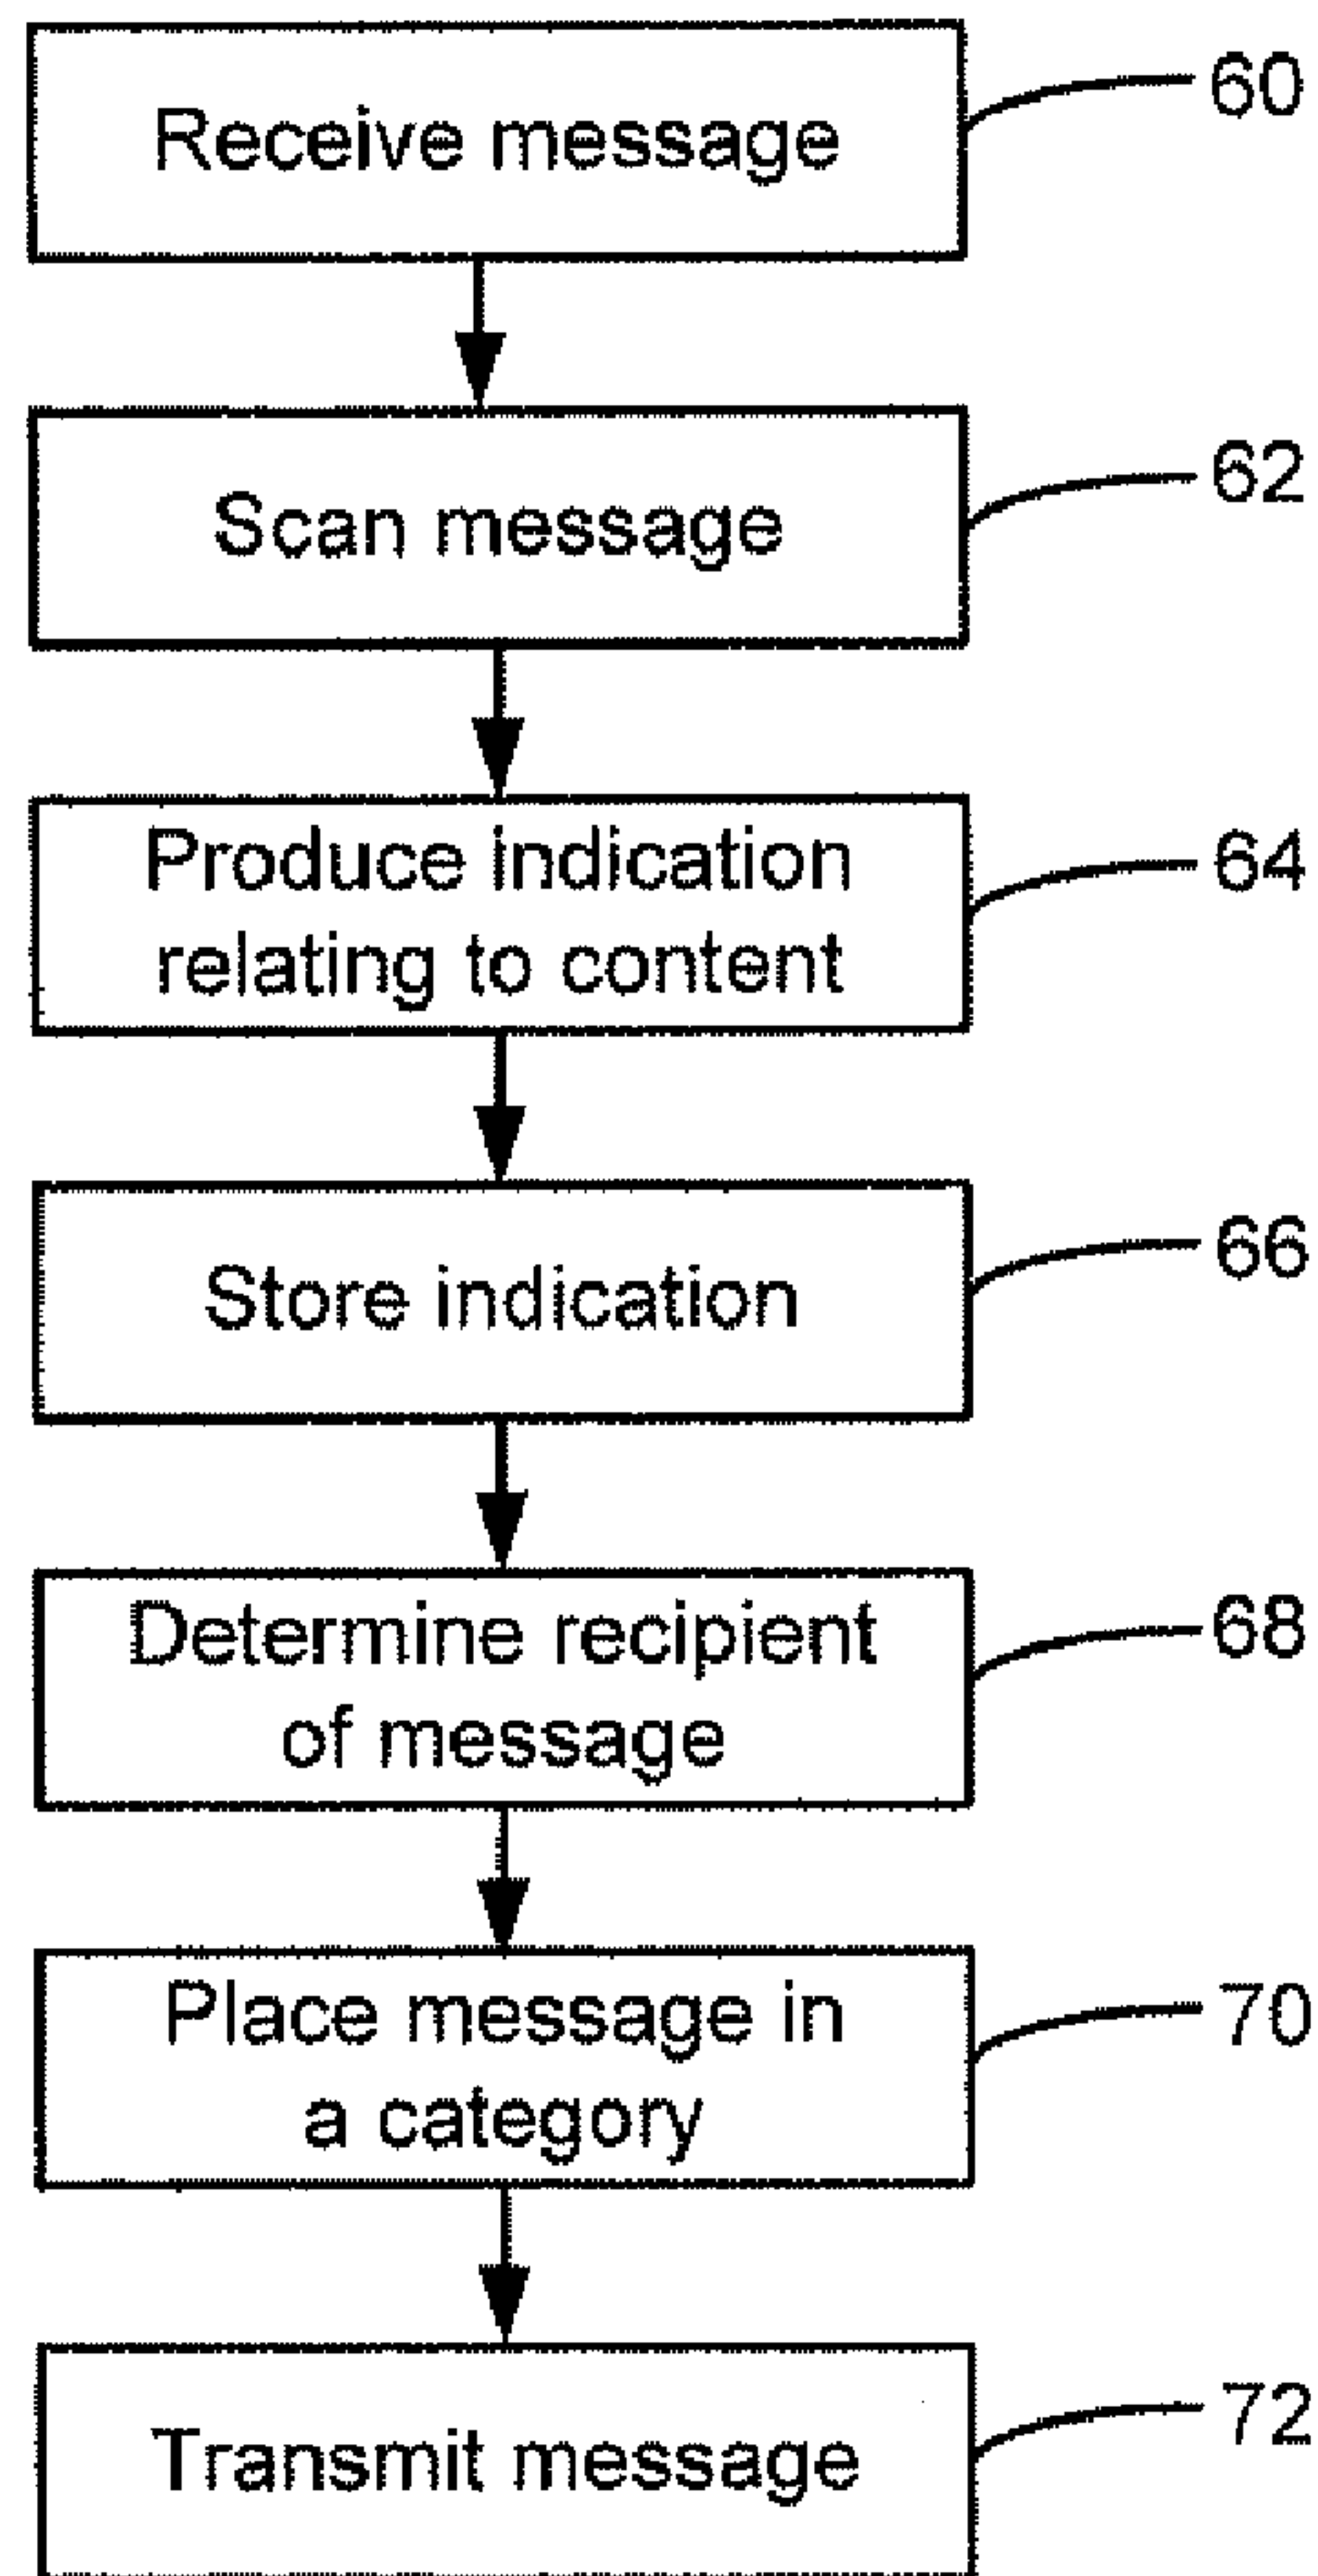 Receive message
60
Scan message
62
Produce indication
relating to content
64
Store indication
66
Determine recipient
of message
68
Place message in
a category
70
Transmit message
72